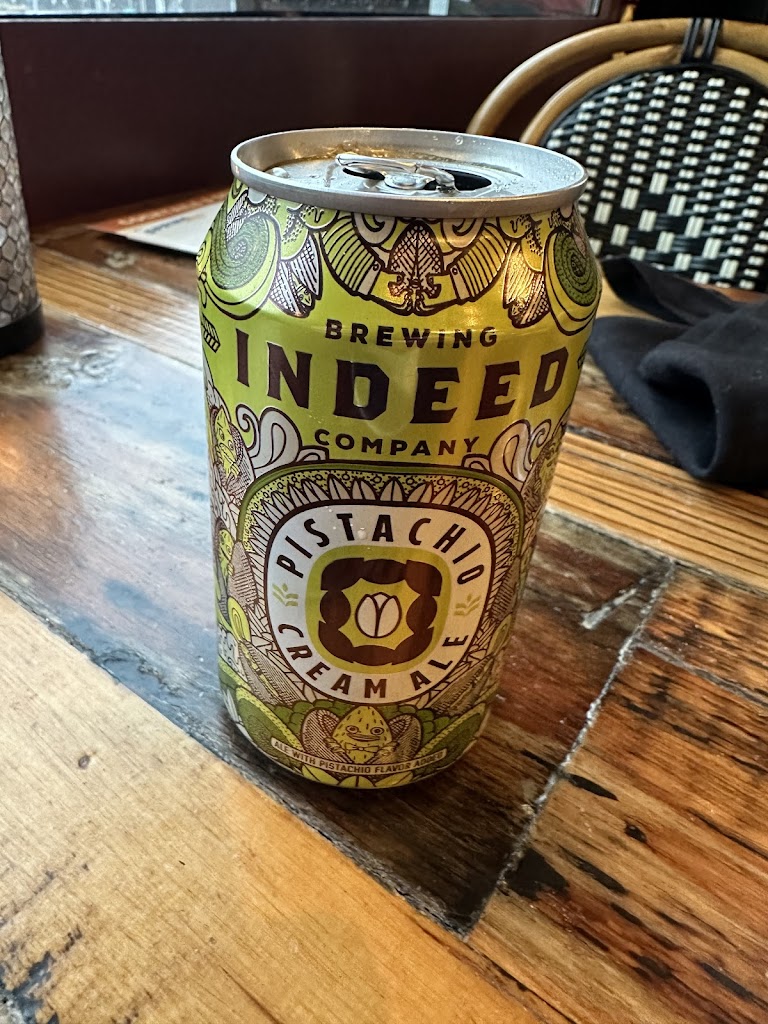 BREWING
INDEED
COMPANY
PISTACHIO
CREAM ALE
ALE WITH PISTACHIO FLAVOR ADDED